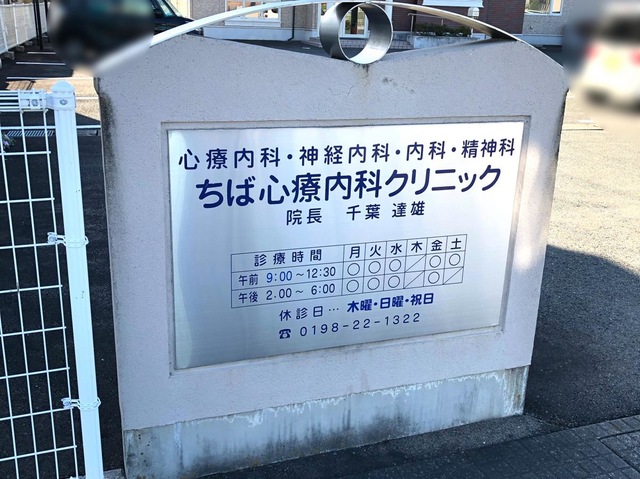 心療内科・神経内科・内科・精神科
ちば心療内科クリニック
院長 千葉 達雄
診療時間 月 火 水 木 金 土
午前 9:00～12:30 ○ ○ ○ ／ ○ ○
午後 2:00～ 6:00 ○ ○ ○ ／ ○ ／
休診日… 木曜・日曜・祝日
☎ 0198-22-1322